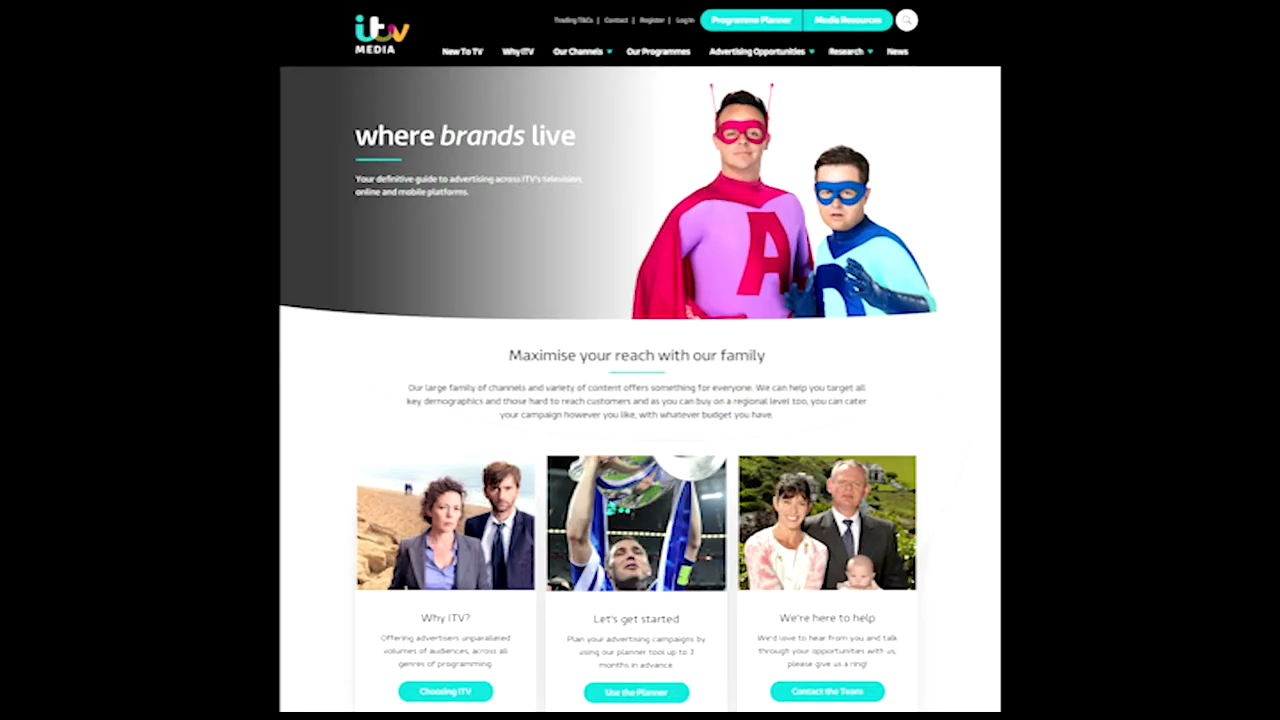 itv
MEDIA
Trading T&Cs | Contact | Register | Log In
Programme Planner
Media Resources
New To TV
Why ITV
Our Channels
Our Programmes
Advertising Opportunities
Research
News
where brands live
Your definitive guide to advertising across ITV's television,
online and mobile platforms.
A
Maximise your reach with our family
Our large family of channels and variety of content offers something for everyone. We can help you target all
key demographics and those hard to reach customers and as you can buy on a regional level too, you can cater
your campaign however you like, with whatever budget you have.
Why ITV?
Offering advertisers unparalleled
volumes of audiences, across all
genres of programming.
Choosing ITV
Let's get started
Plan your advertising campaigns by
using our planner tool up to 3
months in advance.
Use the Planner
We're here to help
We'd love to hear from you and talk
through your opportunities with us,
please give us a ring!
Contact the Team